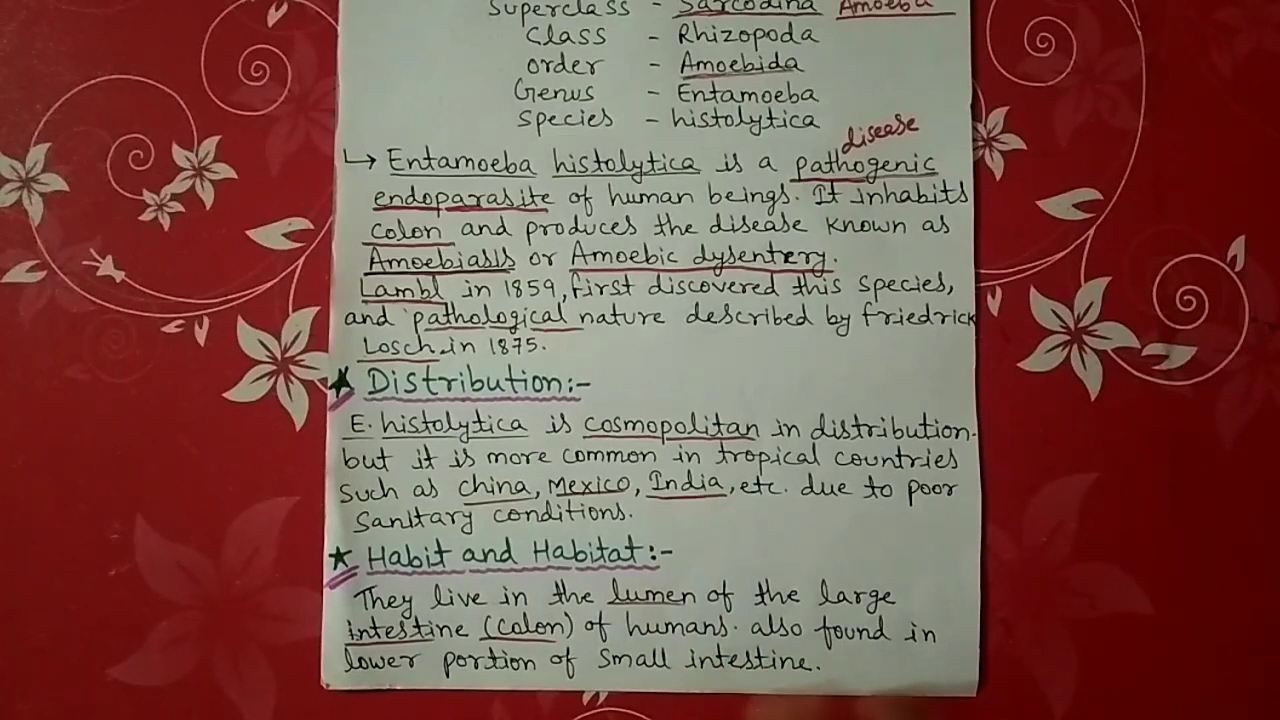 Superclass - Sarcodina Amoeba
Class - Rhizopoda
order - Amoebida
Genus - Entamoeba
Species - histolytica
disease
↳ Entamoeba histolytica is a pathogenic
endoparasite of human beings. It inhabits
colon and produces the disease known as
Amoebiasis or Amoebic dysentery.
Lambl in 1859, first discovered this species,
and pathological nature described by friedrick
Losch in 1875.
★ Distribution:-
E. histolytica is cosmopolitan in distribution.
but it is more common in tropical countries
such as china, Mexico, India, etc. due to poor
Sanitary conditions.
★ Habit and Habitat:-
They live in the lumen of the large
intestine (colon) of humans. also found in
lower portion of small intestine.